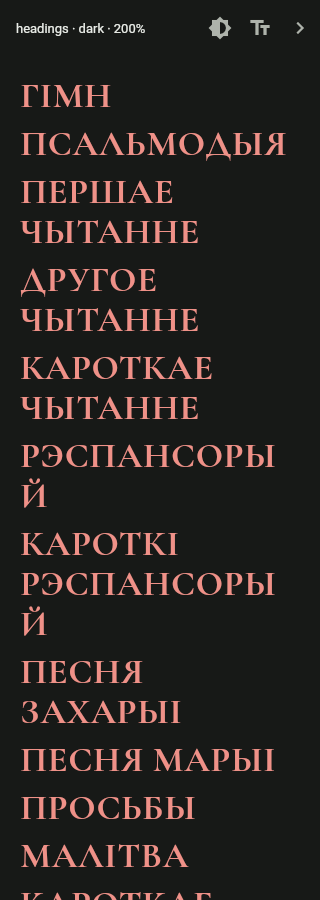 headings · dark · 200%
ГІМН
ПСАЛЬМОДЫЯ
ПЕРШАЕ
ЧЫТАННЕ
ДРУГОЕ
ЧЫТАННЕ
КАРОТКАЕ
ЧЫТАННЕ
РЭСПАНСОРЫ
Й
КАРОТКІ
РЭСПАНСОРЫ
Й
ПЕСНЯ
ЗАХАРЫІ
ПЕСНЯ МАРЫІ
ПРОСЬБЫ
МАЛІТВА